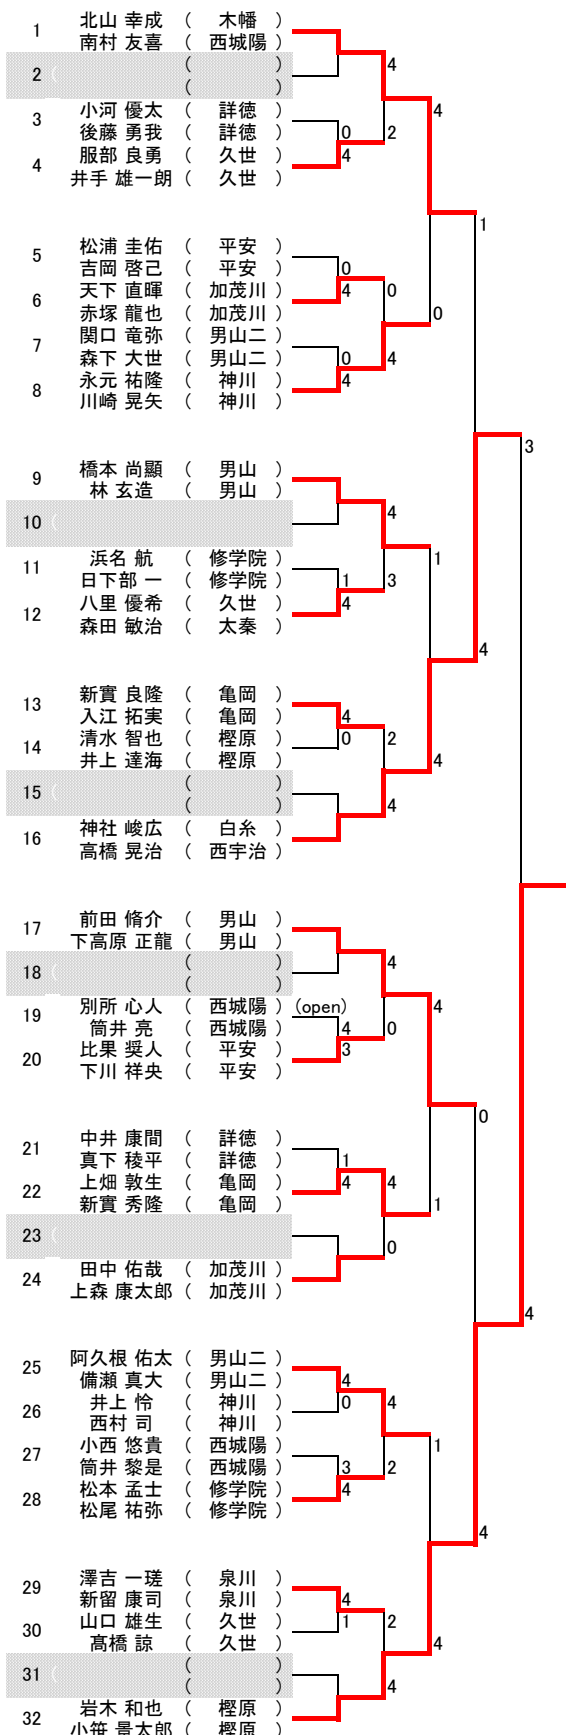 1 北山 幸成 ( 木幡 )
南村 友喜 ( 西城陽 )
2 ( ( )
( )
4
3 小河 優太 ( 詳徳 )
後藤 勇我 ( 詳徳 )
0 2 4
4 服部 良勇 ( 久世 )
井手 雄一朗 ( 久世 )
4
1
5 松浦 圭佑 ( 平安 )
吉岡 啓己 ( 平安 )
0
6 天下 直暉 ( 加茂川 )
赤塚 龍也 ( 加茂川 )
4 0 0
7 関口 竜弥 ( 男山二 )
森下 大世 ( 男山二 )
0 4
8 永元 祐隆 ( 神川 )
川崎 晃矢 ( 神川 )
4
3
9 橋本 尚顯 ( 男山 )
林 玄造 ( 男山 )
10 (
4
11 浜名 航 ( 修学院 )
日下部 一 ( 修学院 )
1 3 1
12 八里 優希 ( 久世 )
森田 敏治 ( 太秦 )
4
4
13 新實 良隆 ( 亀岡 )
入江 拓実 ( 亀岡 )
4
14 清水 智也 ( 樫原 )
井上 達海 ( 樫原 )
0 2 4
15 ( ( )
( )
4
16 神社 峻広 ( 白糸 )
高橋 晃治 ( 西宇治 )
17 前田 脩介 ( 男山 )
下高原 正龍 ( 男山 )
18 ( ( )
( )
4
19 別所 心人 ( 西城陽 ) (open)
筒井 亮 ( 西城陽 )
4 0 4
20 比果 奨人 ( 平安 )
下川 祥央 ( 平安 )
3
0
21 中井 康間 ( 詳徳 )
真下 稜平 ( 詳徳 )
1
22 上畑 敦生 ( 亀岡 )
新實 秀隆 ( 亀岡 )
4 4 1
23 (
0
24 田中 佑哉 ( 加茂川 )
上森 康太郎 ( 加茂川 )
4
25 阿久根 佑太 ( 男山二 )
備瀬 真大 ( 男山二 )
4
26 井上 怜 ( 神川 )
西村 司 ( 神川 )
0 4 1
27 小西 悠貴 ( 西城陽 )
筒井 黎是 ( 西城陽 )
3 2
28 松本 孟士 ( 修学院 )
松尾 祐弥 ( 修学院 )
4
4
29 澤吉 一瑳 ( 泉川 )
新留 康司 ( 泉川 )
4
30 山口 雄生 ( 久世 )
髙橋 諒 ( 久世 )
1 2 4
31 ( ( )
( )
4
32 岩木 和也 ( 樫原 )
小笹 景太郎 ( 樫原 )